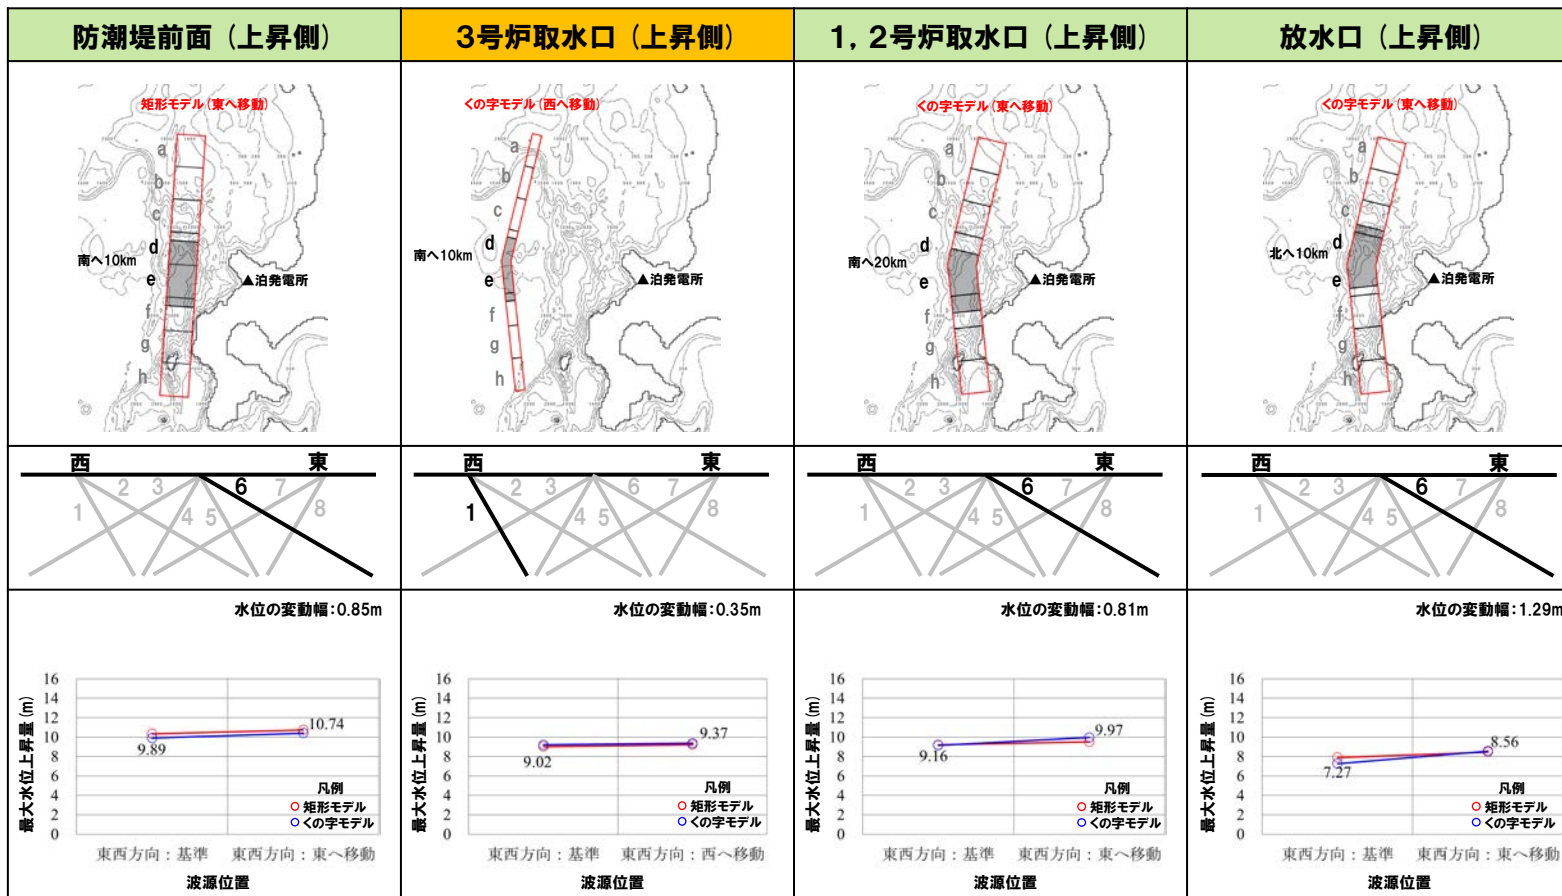 防潮堤前面（上昇側）
3号炉取水口（上昇側）
1，2号炉取水口（上昇側）
放水口（上昇側）
矩形モデル(東へ移動)
a
b
c
d
南へ10km
e
▲泊発電所
f
g
h
くの字モデル(西へ移動)
a
b
c
d
南へ10km
e
▲泊発電所
f
g
h
くの字モデル(東へ移動)
a
b
c
d
南へ20km
e
▲泊発電所
f
g
h
くの字モデル(東へ移動)
a
b
c
d
北へ10km
e
▲泊発電所
f
g
h
西 東
1 2 3 4 5 6 7 8
西 東
1 2 3 4 5 6 7 8
西 東
1 2 3 4 5 6 7 8
西 東
1 2 3 4 5 6 7 8
水位の変動幅：0.85m
最大水位上昇量(m)
16
14
12
10
8
6
4
2
0
9.89
10.74
凡例
矩形モデル
くの字モデル
東西方向：基準 東西方向：東へ移動
波源位置
水位の変動幅：0.35m
最大水位上昇量(m)
16
14
12
10
8
6
4
2
0
9.02
9.37
凡例
矩形モデル
くの字モデル
東西方向：基準 東西方向：西へ移動
波源位置
水位の変動幅：0.81m
最大水位上昇量(m)
16
14
12
10
8
6
4
2
0
9.16
9.97
凡例
矩形モデル
くの字モデル
東西方向：基準 東西方向：東へ移動
波源位置
水位の変動幅：1.29m
最大水位上昇量(m)
16
14
12
10
8
6
4
2
0
7.27
8.56
凡例
矩形モデル
くの字モデル
東西方向：基準 東西方向：東へ移動
波源位置